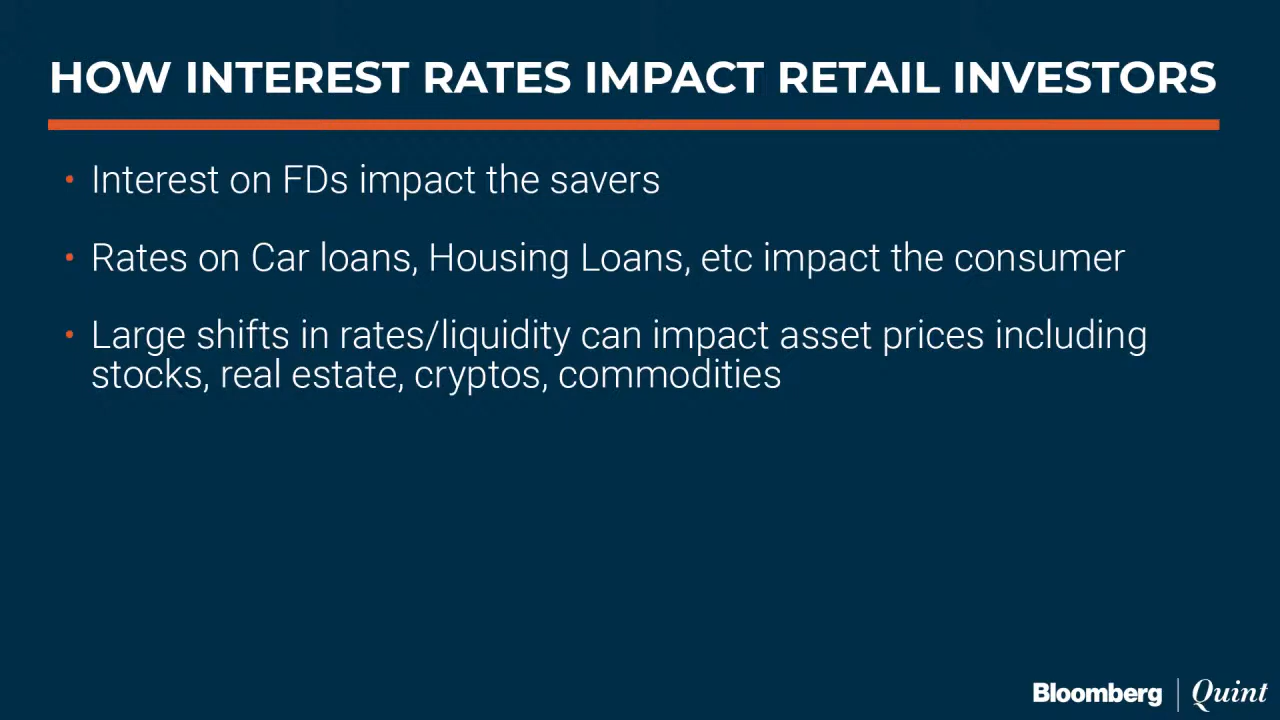 HOW INTEREST RATES IMPACT RETAIL INVESTORS
• Interest on FDs impact the savers
• Rates on Car loans, Housing Loans, etc impact the consumer
• Large shifts in rates/liquidity can impact asset prices including
stocks, real estate, cryptos, commodities
Bloomberg | Quint